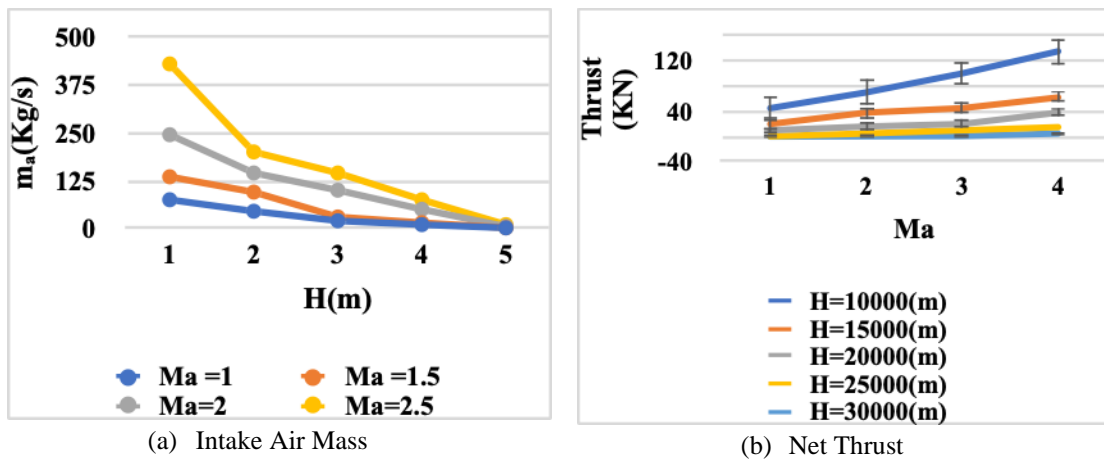 500
375
250
125
0
mₐ(Kg/s)
1 2 3 4 5
H(m)
Ma =1 Ma =1.5
Ma=2 Ma=2.5
(a) Intake Air Mass
120
40
-40
Thrust
(KN)
1 2 3 4
Ma
H=10000(m)
H=15000(m)
H=20000(m)
H=25000(m)
H=30000(m)
(b) Net Thrust